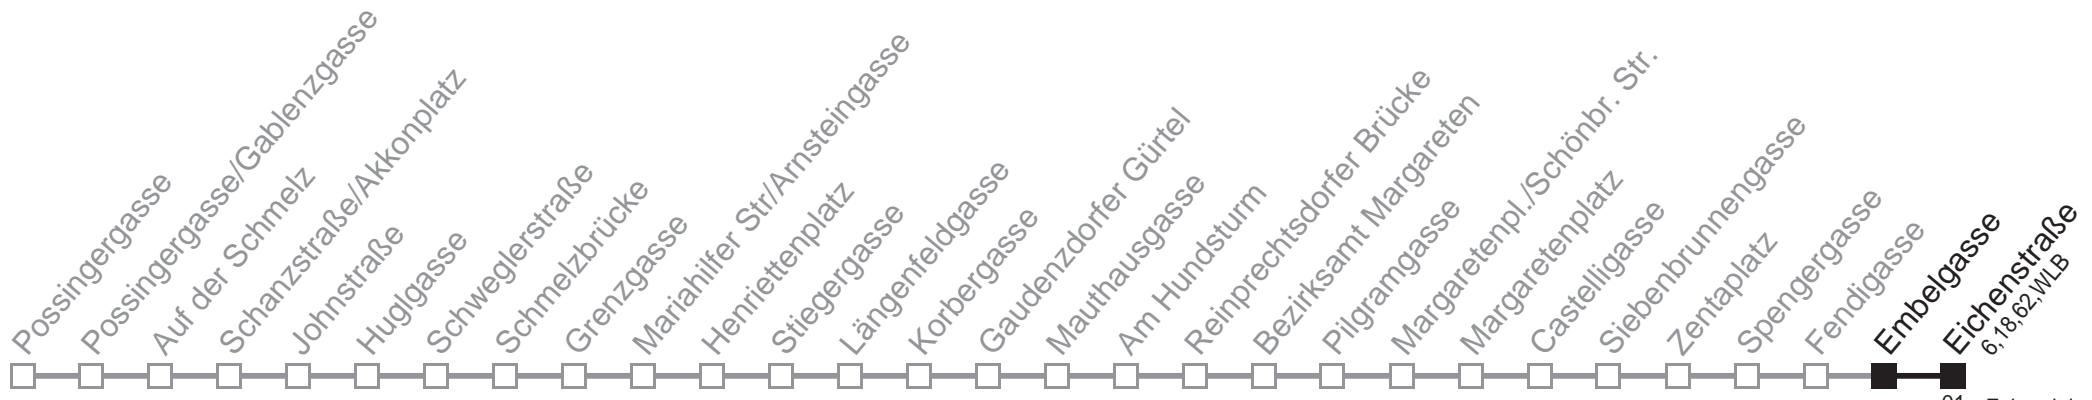 Possingergasse
Possingergasse/Gablenzgasse
Auf der Schmelz
Schanzstraße/Akkonplatz
Johnstraße
Huglgasse
Schweglerstraße
Schmelzbrücke
Grenzgasse
Mariahilfer Str/Arnsteingasse
Henriettenplatz
Stiegergasse
Längenfeldgasse
Korbergasse
Gaudenzdorfer Gürtel
Mauthausgasse
Am Hundsturm
Reinprechtsdorfer Brücke
Bezirksamt Margareten
Pilgramgasse
Margaretenpl./Schönbr. Str.
Margaretenplatz
Castelligasse
Siebenbrunnengasse
Zentaplatz
Spengergasse
Fendigasse
Embelgasse
Eichenstraße
6,18,62,WLB